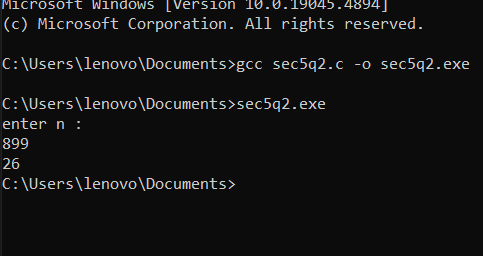 Microsoft Windows [Version 10.0.19045.4894]
(c) Microsoft Corporation. All rights reserved.
C:\Users\lenovo\Documents>gcc sec5q2.c -o sec5q2.exe
C:\Users\lenovo\Documents>sec5q2.exe
enter n :
899
26
C:\Users\lenovo\Documents>